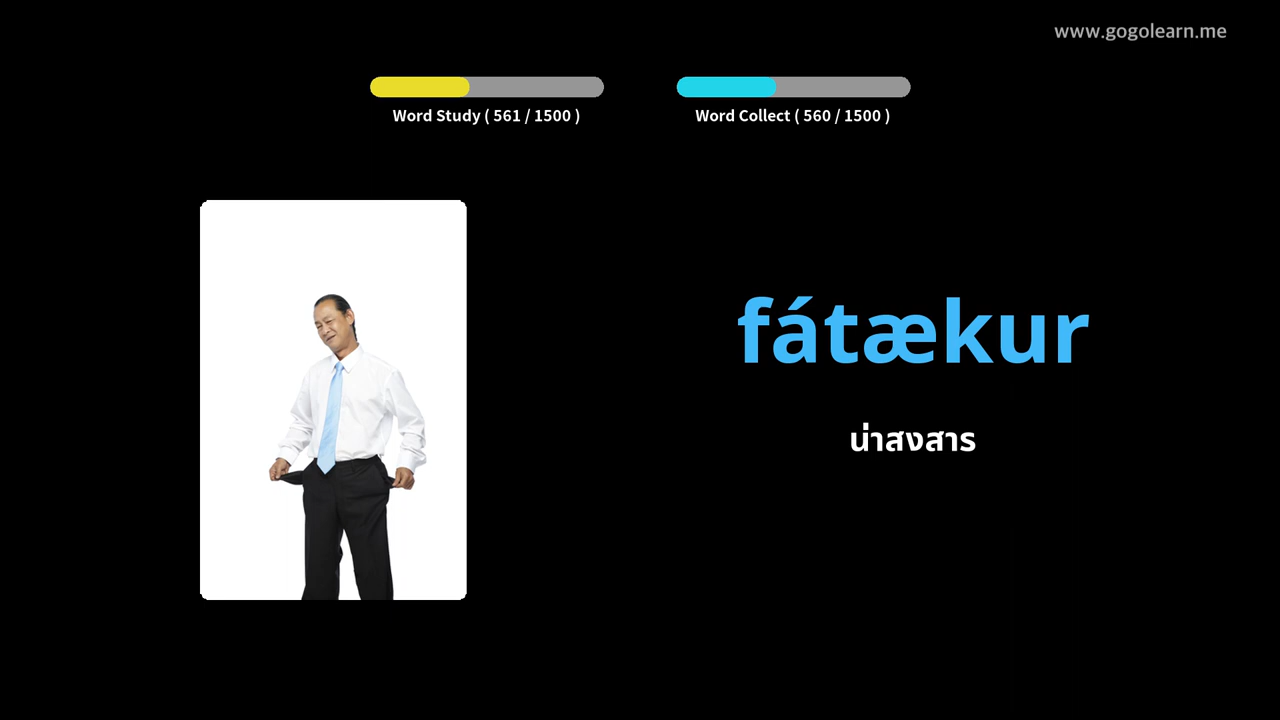 www.gogolearn.me
Word Study ( 561 / 1500 )
Word Collect ( 560 / 1500 )
fátækur
น่าสงสาร